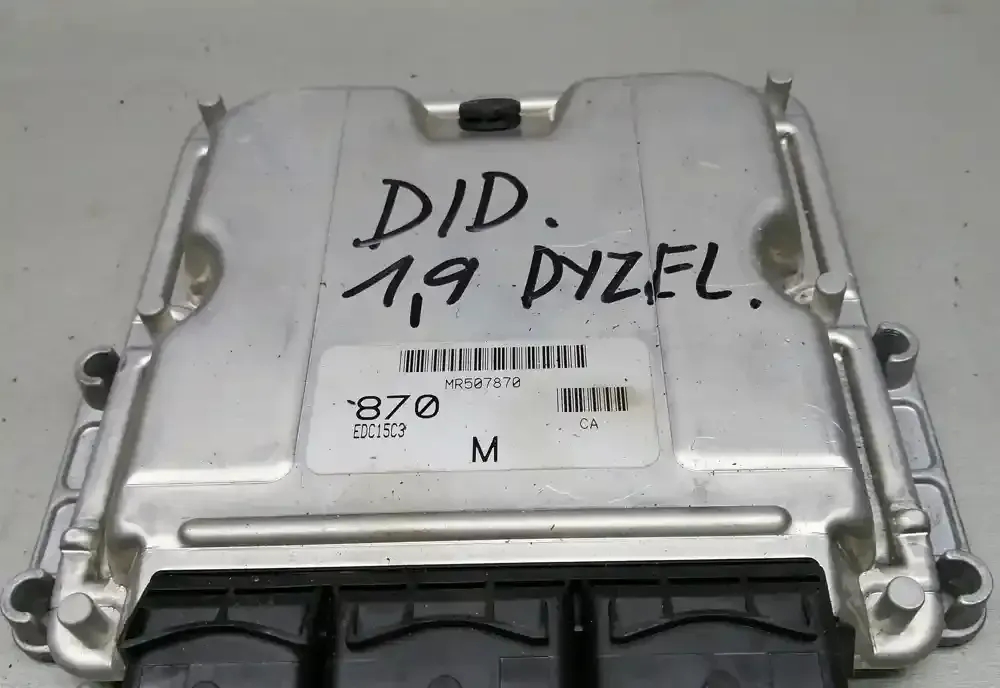 DID.
1,9 DYZEL.
MR507870
870
EDC15C3
CA
M